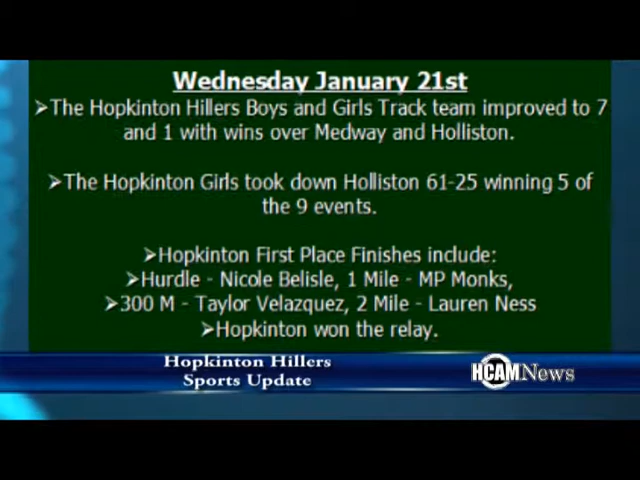 Wednesday January 21st
➢The Hopkinton Hillers Boys and Girls Track team improved to 7
and 1 with wins over Medway and Holliston.
➢The Hopkinton Girls took down Holliston 61-25 winning 5 of
the 9 events.
➢Hopkinton First Place Finishes include:
➢Hurdle - Nicole Belisle, 1 Mile - MP Monks,
➢300 M - Taylor Velazquez, 2 Mile - Lauren Ness
➢Hopkinton won the relay.
Hopkinton Hillers
Sports Update
HCAM News